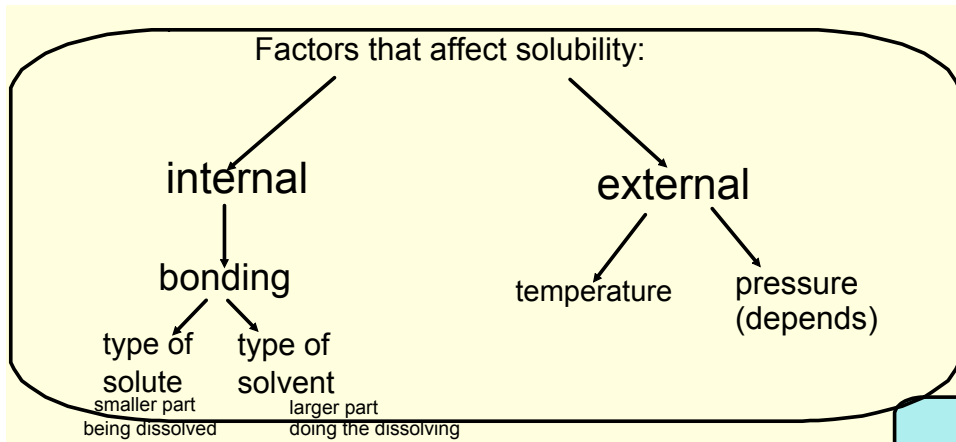 Factors that affect solubility:
internal
external
bonding
temperature
pressure
(depends)
type of
solute
smaller part
being dissolved
type of
solvent
larger part
doing the dissolving